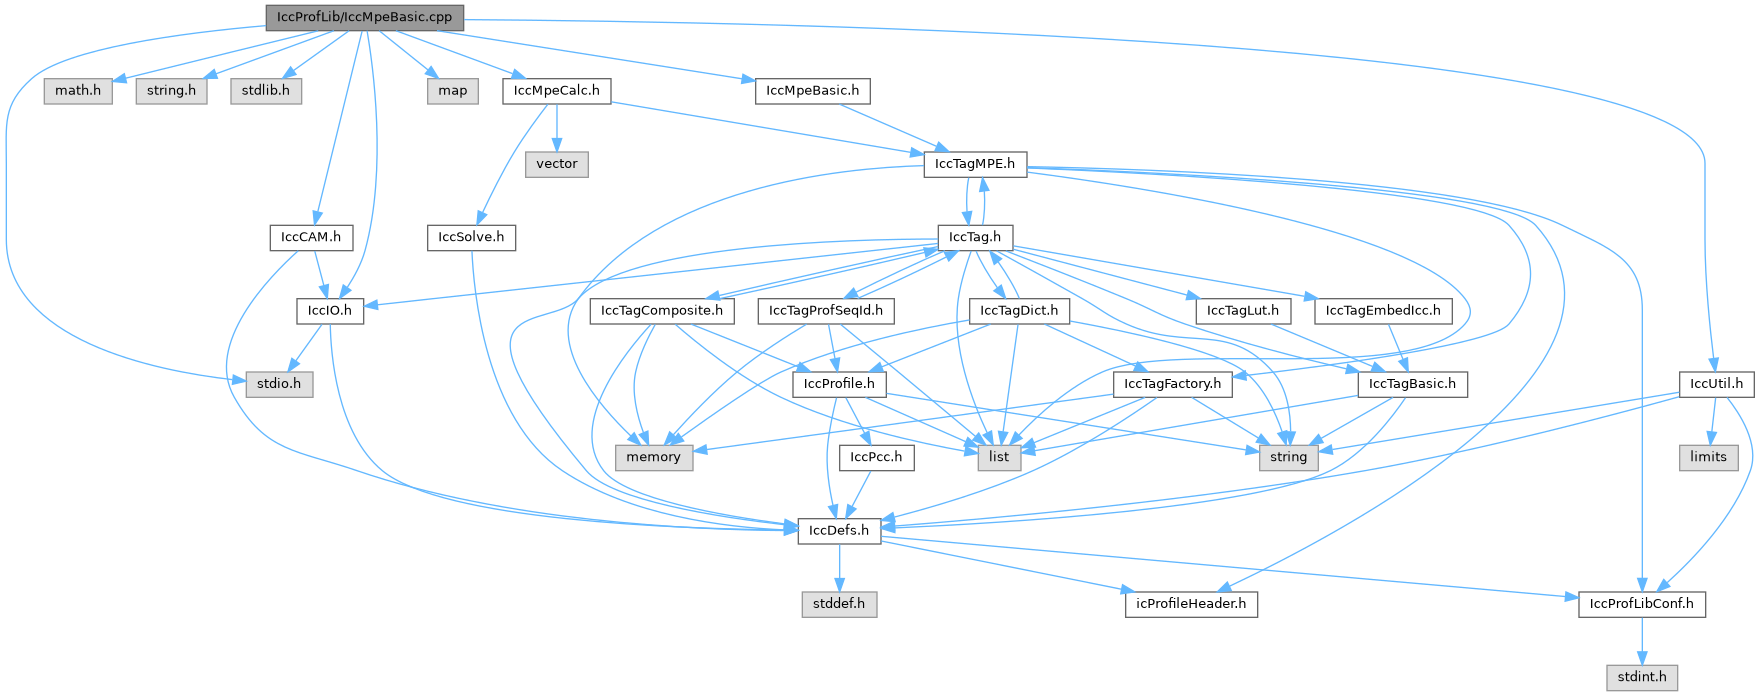 IccProfLib/IccMpeBasic.cpp
math.h
string.h
stdlib.h
map
IccMpeCalc.h
IccMpeBasic.h
vector
IccTagMPE.h
IccCAM.h
IccSolve.h
IccTag.h
IccIO.h
IccTagComposite.h
IccTagProfSeqId.h
IccTagDict.h
IccTagLut.h
IccTagEmbedIcc.h
stdio.h
IccProfile.h
IccTagFactory.h
IccTagBasic.h
IccUtil.h
memory
IccPcc.h
list
string
limits
IccDefs.h
stddef.h
icProfileHeader.h
IccProfLibConf.h
stdint.h